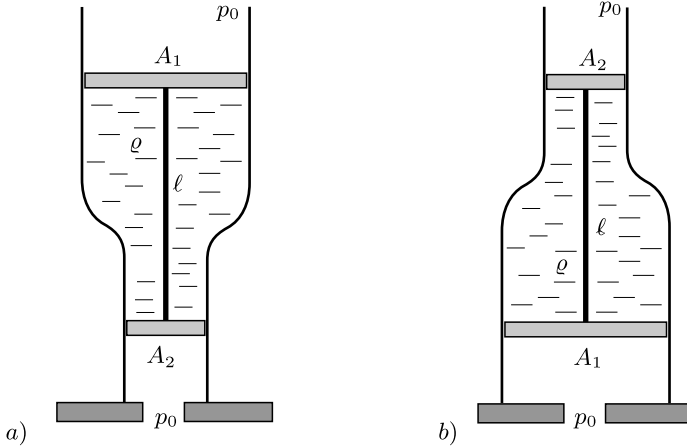 p₀ p₀
A₁ A₂
ϱ
ℓ
ℓ
ϱ
A₂ A₁
p₀ p₀
a) b)